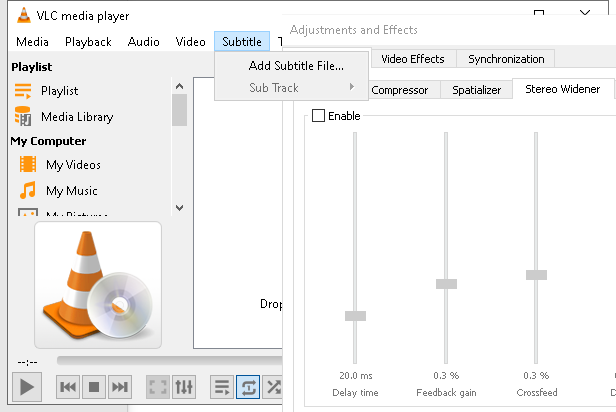 VLC media player
Media Playback Audio Video Subtitle
Add Subtitle File...
Sub Track
Playlist
Playlist
Media Library
My Computer
My Videos
My Music
My Pictures
Drop
--:--
Adjustments and Effects
Video Effects Synchronization
Compressor Spatializer Stereo Widener
Enable
20.0 ms 0.3 % 0.3 %
Delay time Feedback gain Crossfeed